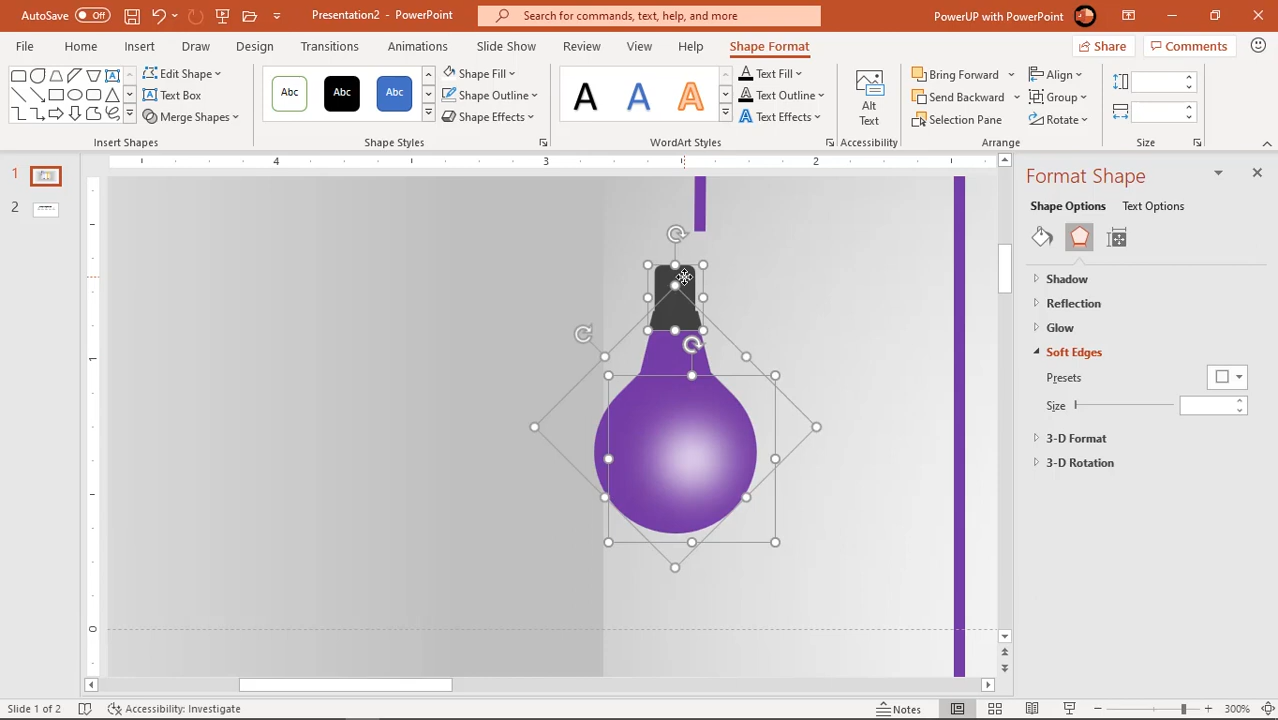 AutoSave Off Presentation2 - PowerPoint Search for commands, text, help, and more PowerUP with PowerPoint
File Home Insert Draw Design Transitions Animations Slide Show Review View Help Shape Format Share Comments
Edit Shape Text Box Merge Shapes
Insert Shapes
Abc Abc Abc
Shape Fill Shape Outline Shape Effects
Shape Styles
A A A
Text Fill Text Outline Text Effects
WordArt Styles
Alt Text
Accessibility
Bring Forward Send Backward Selection Pane Align Group Rotate
Arrange
Size
4 3 2
1
0
1
2
Format Shape
Shape Options Text Options
Shadow
Reflection
Glow
Soft Edges
Presets
Size
3-D Format
3-D Rotation
Slide 1 of 2 Accessibility: Investigate Notes 300%